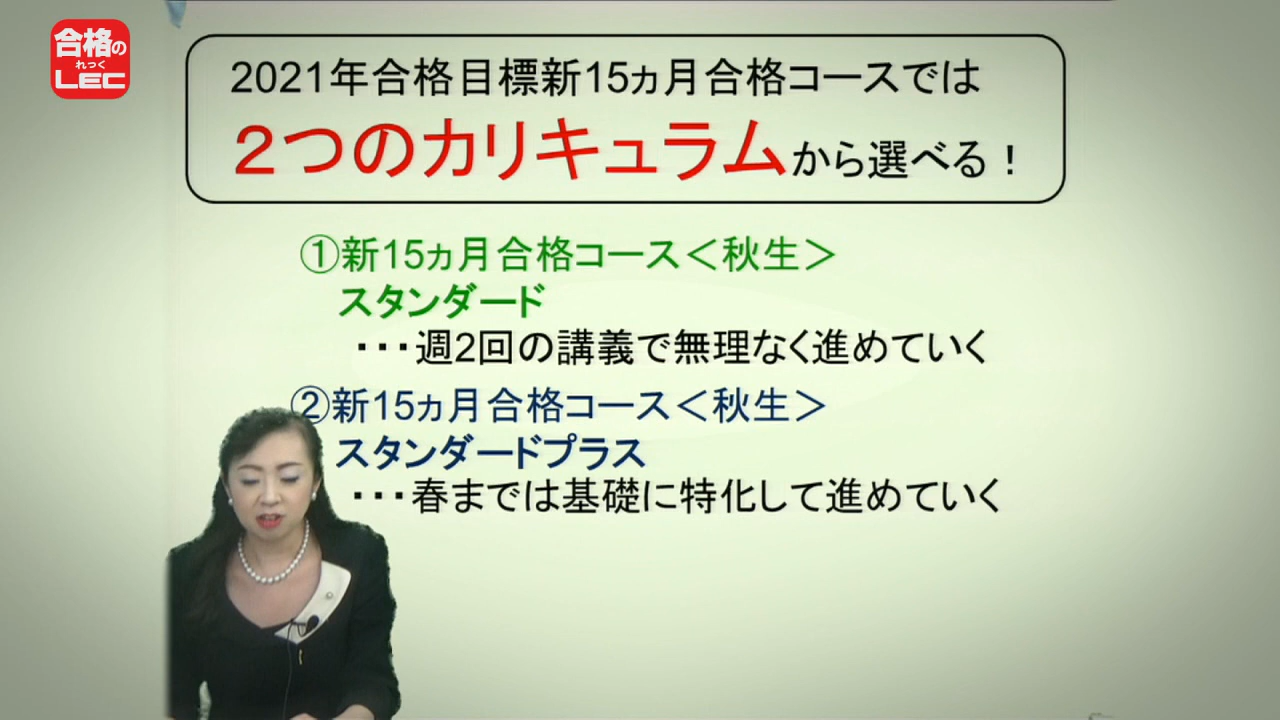 合格の
れっく
LEC
2021年合格目標新15ヵ月合格コースでは
２つのカリキュラムから選べる！
①新15ヵ月合格コース＜秋生＞
スタンダード
・・・週2回の講義で無理なく進めていく
②新15ヵ月合格コース＜秋生＞
スタンダードプラス
・・・春までは基礎に特化して進めていく